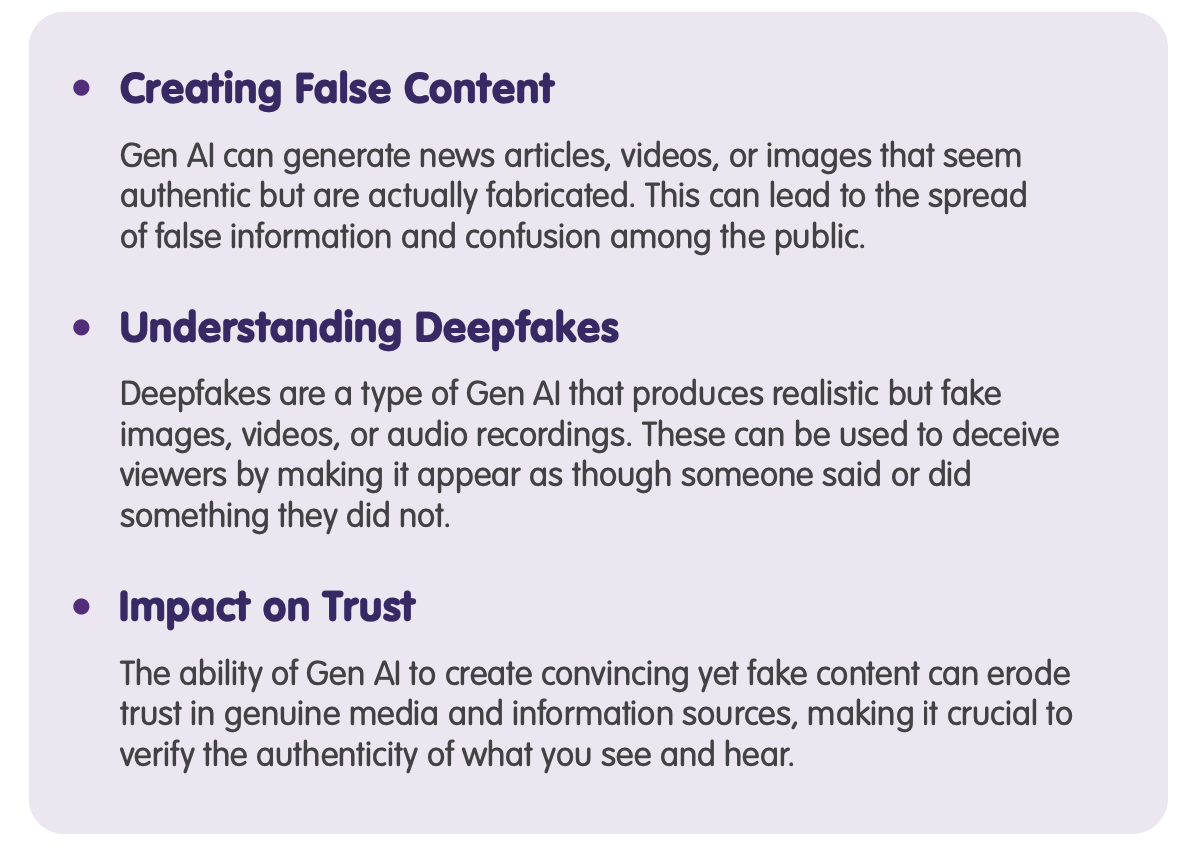 • Creating False Content
Gen AI can generate news articles, videos, or images that seem
authentic but are actually fabricated. This can lead to the spread
of false information and confusion among the public.
• Understanding Deepfakes
Deepfakes are a type of Gen AI that produces realistic but fake
images, videos, or audio recordings. These can be used to deceive
viewers by making it appear as though someone said or did
something they did not.
• Impact on Trust
The ability of Gen AI to create convincing yet fake content can erode
trust in genuine media and information sources, making it crucial to
verify the authenticity of what you see and hear.